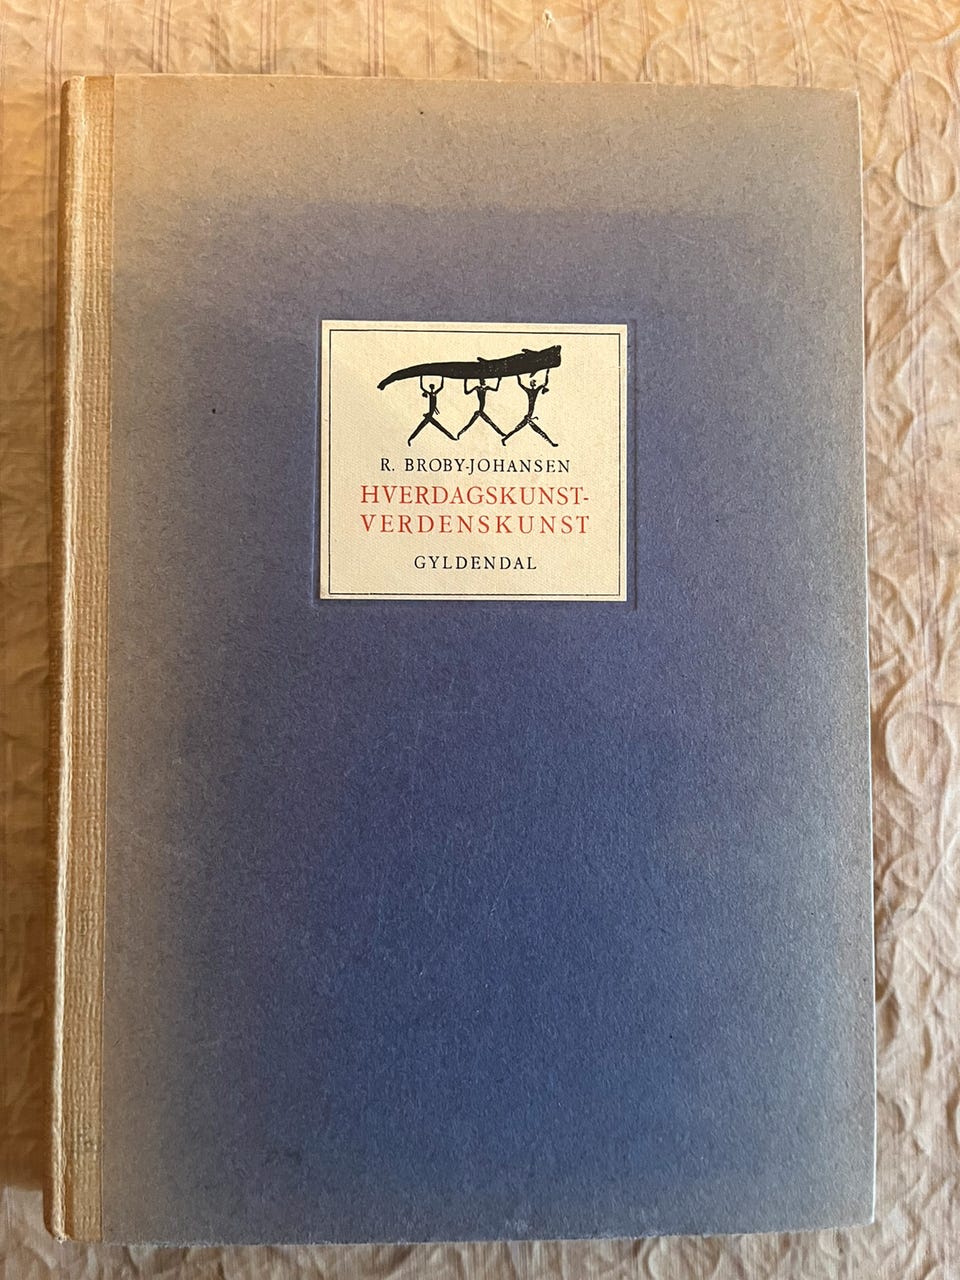 R. BROBY-JOHANSEN
HVERDAGSKUNST-
VERDENSKUNST
GYLDENDAL